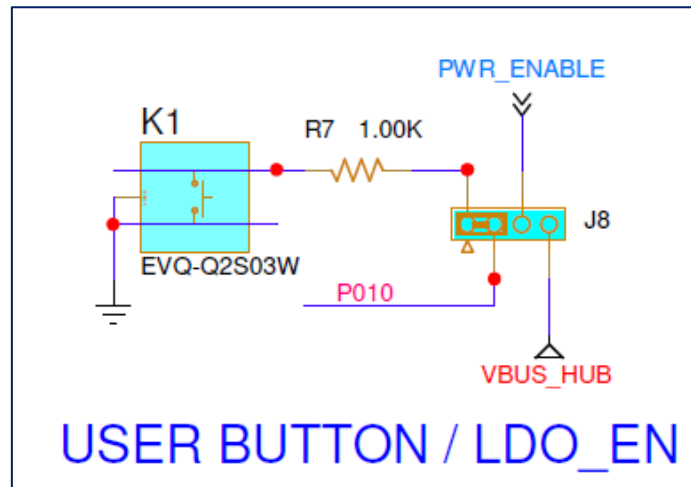 PWR_ENABLE
K1
R7 1.00K
J8
EVQ-Q2S03W
P010
VBUS_HUB
USER BUTTON / LDO_EN